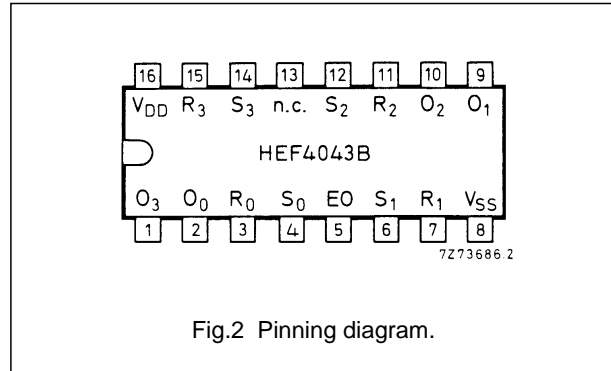 16 15 14 13 12 11 10 9
VDD R3 S3 n.c. S2 R2 O2 O1
HEF4043B
O3 O0 R0 S0 EO S1 R1 VSS
1 2 3 4 5 6 7 8
7Z73686.2
Fig.2 Pinning diagram.